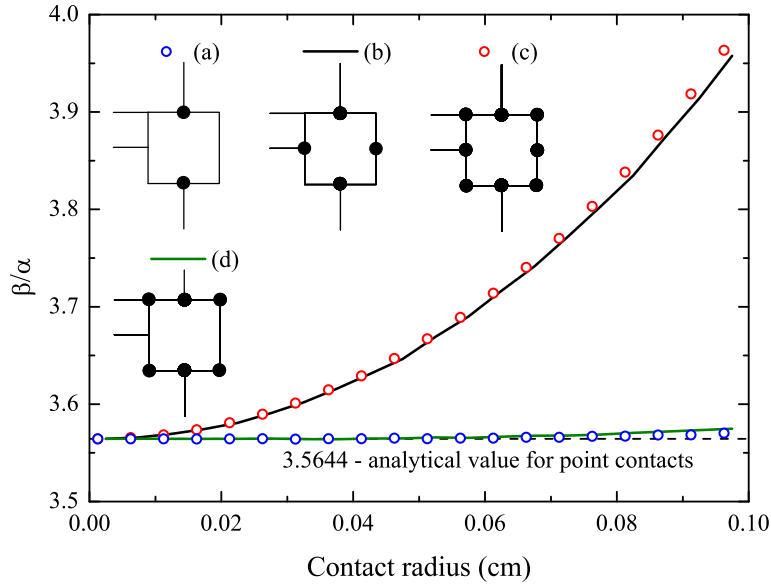 4.0
3.9
3.8
3.7
3.6
3.5
β/α
(a)
(b)
(c)
(d)
3.5644 - analytical value for point contacts
0.00
0.02
0.04
0.06
0.08
0.10
Contact radius (cm)